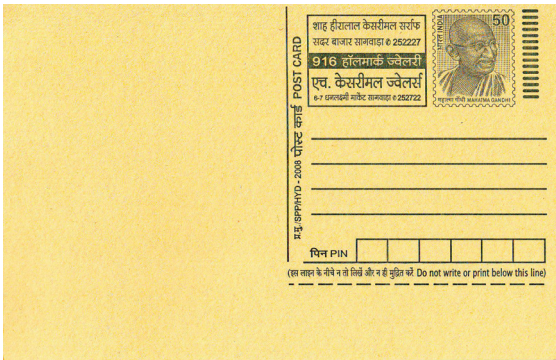 शाह हीरालाल केसरीमल सर्राफ
सदर बाजार सागवाडा ✆ 252227
916 हॉलमार्क ज्वेलरी
एच. केसरीमल ज्वेलर्स
6-7 धनलक्ष्मी मार्केट सागवाडा ✆ 252722
50
भारत INDIA
महात्मा गाँधी MAHATMA GANDHI
प्र.मु./SPP/HYD - 2008 पोस्ट कार्ड POST CARD
पिन PIN
(इस लाइन के नीचे न तो लिखें और न ही मुद्रित करें Do not write or print below this line)